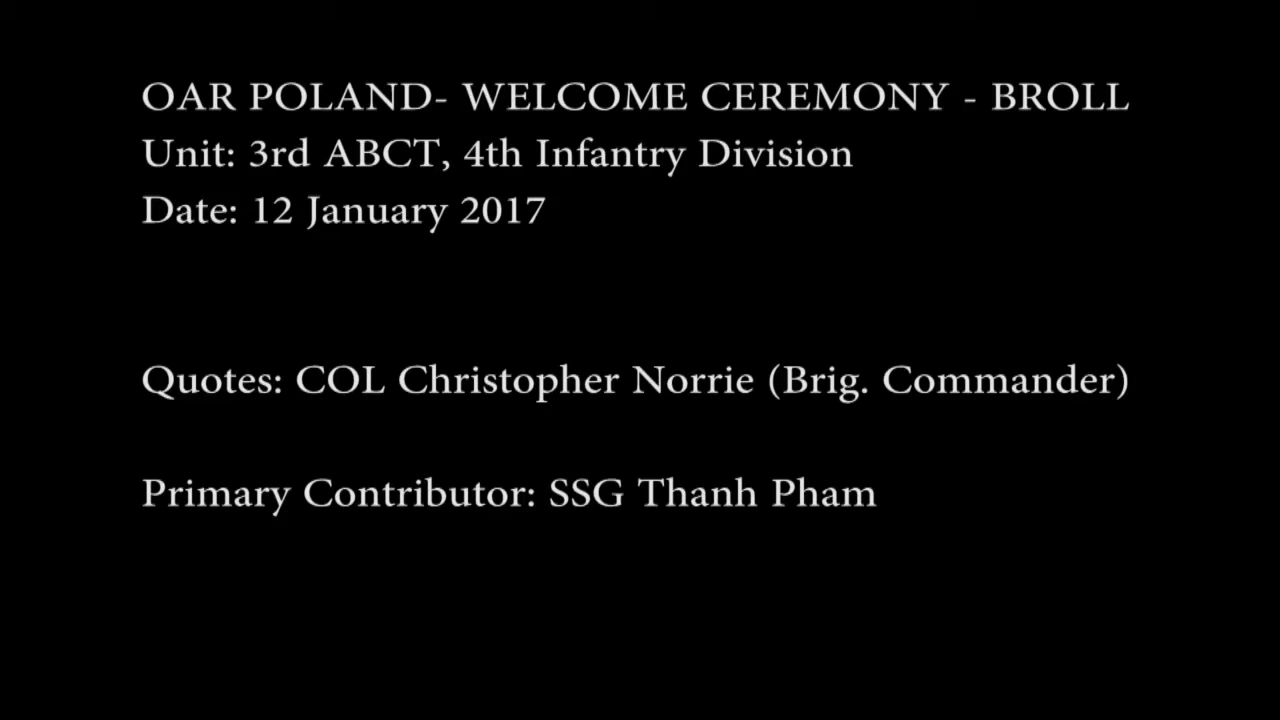 OAR POLAND- WELCOME CEREMONY - BROLL
Unit: 3rd ABCT, 4th Infantry Division
Date: 12 January 2017
Quotes: COL Christopher Norrie (Brig. Commander)
Primary Contributor: SSG Thanh Pham